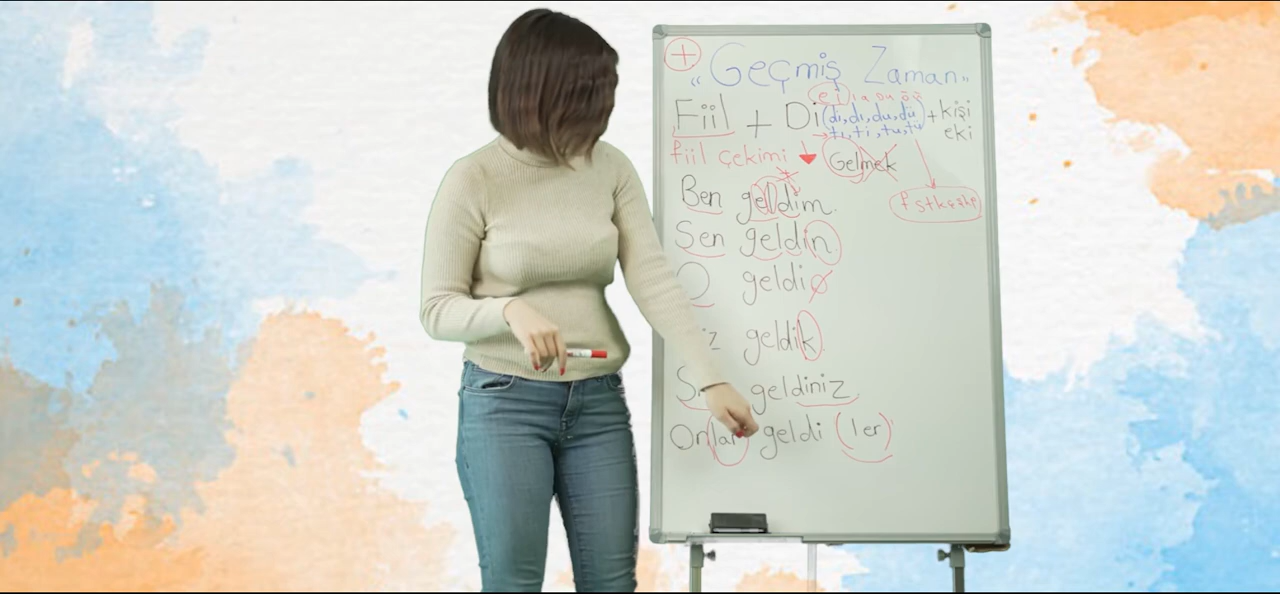 + "Geçmiş Zaman"
e i ı a o u ö ü
Fiil + Di (di, dı, du, dü + kişi
tı, ti, tu, tü) eki
fiil çekimi Gelmek
Ben geldim.
fstkçşhp
Sen geldin
O geldi ø
geldik
geldiniz
Onlar geldi (ler)